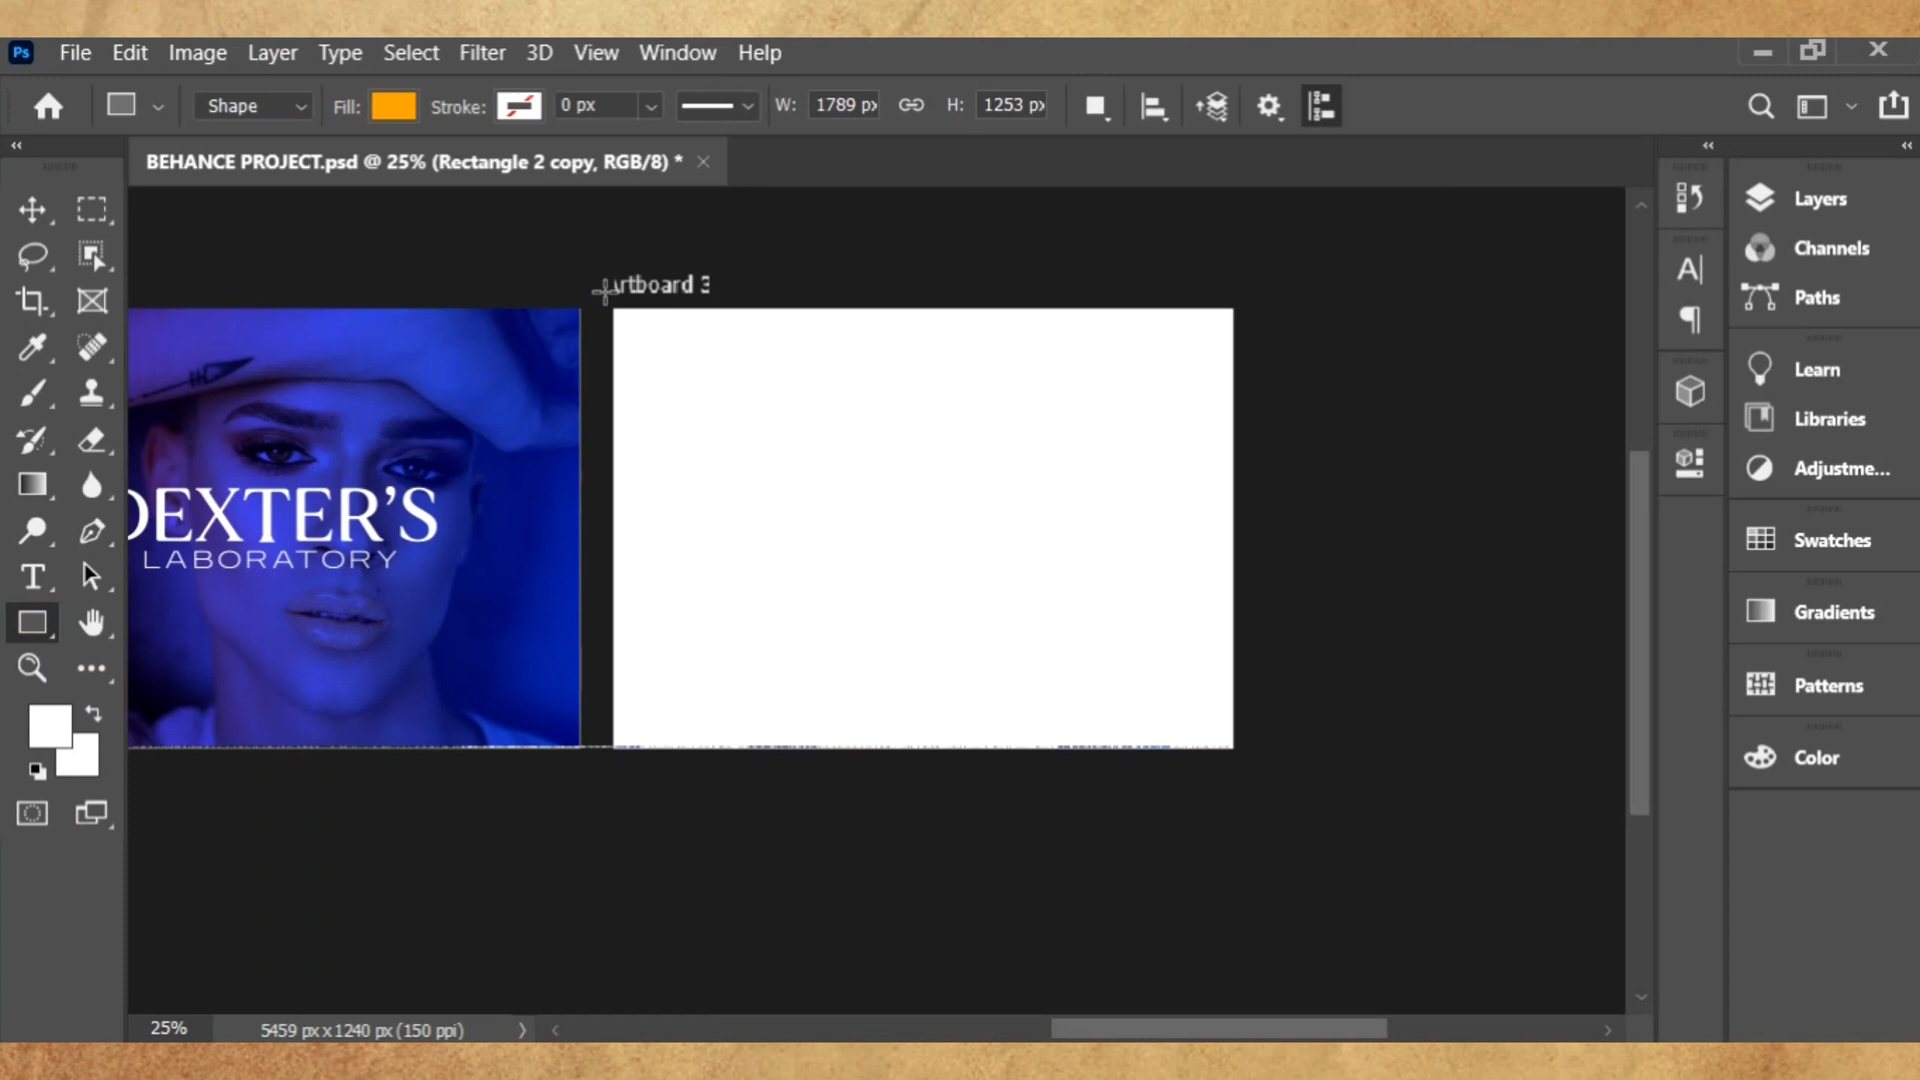 Ps File Edit Image Layer Type Select Filter 3D View Window Help
Shape Fill: Stroke: 0 px W: 1789 px H: 1253 px
BEHANCE PROJECT.psd @ 25% (Rectangle 2 copy, RGB/8) *
rtboard 3
DEXTER'S
LABORATORY
Layers
Channels
Paths
Learn
Libraries
Adjustme...
Swatches
Gradients
Patterns
Color
25% 5459 px x 1240 px (150 ppi)